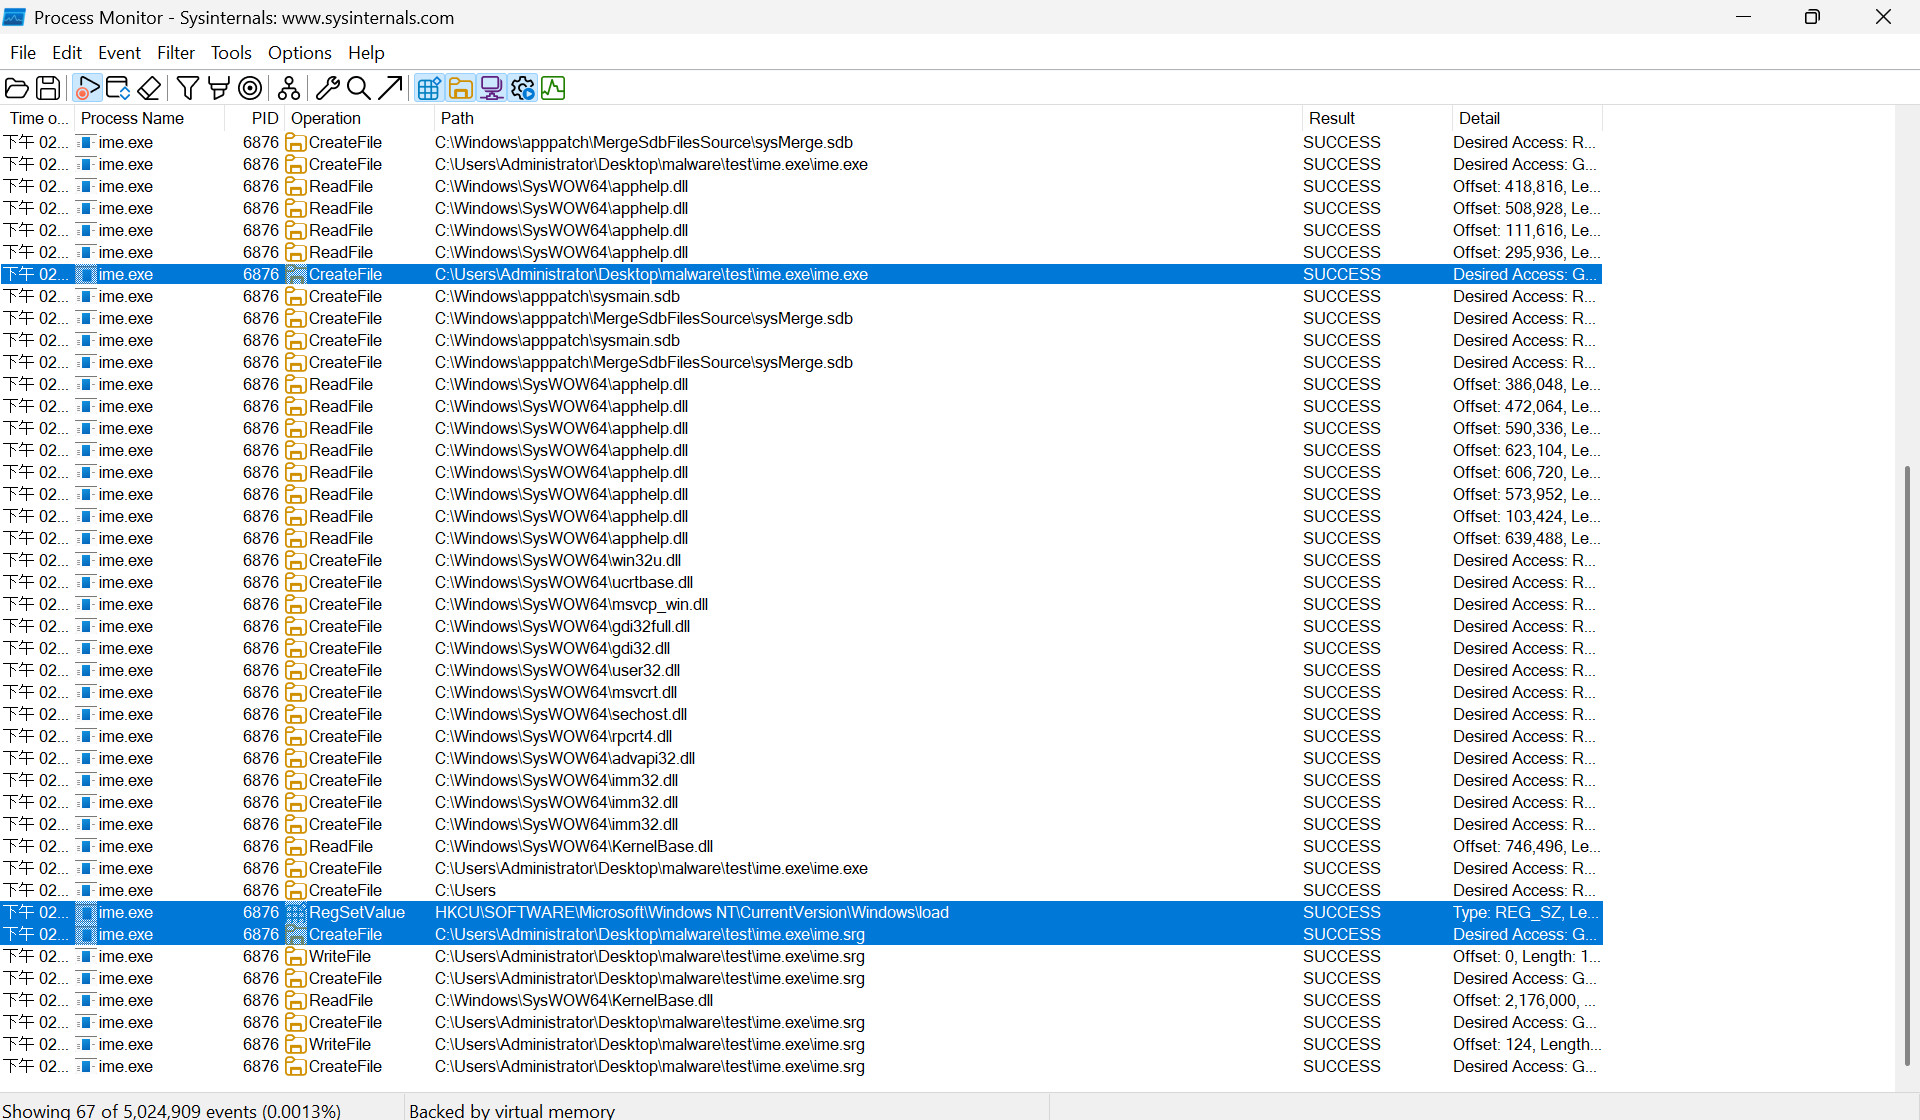 Process Monitor - Sysinternals: www.sysinternals.com
File Edit Event Filter Tools Options Help
Time o... Process Name PID Operation Path Result Detail
下午 02... ime.exe 6876 CreateFile C:\Windows\apppatch\MergeSdbFilesSource\sysMerge.sdb SUCCESS Desired Access: R...
下午 02... ime.exe 6876 CreateFile C:\Users\Administrator\Desktop\malware\test\ime.exe\ime.exe SUCCESS Desired Access: G...
下午 02... ime.exe 6876 ReadFile C:\Windows\SysWOW64\apphelp.dll SUCCESS Offset: 418,816, Le...
下午 02... ime.exe 6876 ReadFile C:\Windows\SysWOW64\apphelp.dll SUCCESS Offset: 508,928, Le...
下午 02... ime.exe 6876 ReadFile C:\Windows\SysWOW64\apphelp.dll SUCCESS Offset: 111,616, Le...
下午 02... ime.exe 6876 ReadFile C:\Windows\SysWOW64\apphelp.dll SUCCESS Offset: 295,936, Le...
下午 02... ime.exe 6876 CreateFile C:\Users\Administrator\Desktop\malware\test\ime.exe\ime.exe SUCCESS Desired Access: G...
下午 02... ime.exe 6876 CreateFile C:\Windows\apppatch\sysmain.sdb SUCCESS Desired Access: R...
下午 02... ime.exe 6876 CreateFile C:\Windows\apppatch\MergeSdbFilesSource\sysMerge.sdb SUCCESS Desired Access: R...
下午 02... ime.exe 6876 CreateFile C:\Windows\apppatch\sysmain.sdb SUCCESS Desired Access: R...
下午 02... ime.exe 6876 CreateFile C:\Windows\apppatch\MergeSdbFilesSource\sysMerge.sdb SUCCESS Desired Access: R...
下午 02... ime.exe 6876 ReadFile C:\Windows\SysWOW64\apphelp.dll SUCCESS Offset: 386,048, Le...
下午 02... ime.exe 6876 ReadFile C:\Windows\SysWOW64\apphelp.dll SUCCESS Offset: 472,064, Le...
下午 02... ime.exe 6876 ReadFile C:\Windows\SysWOW64\apphelp.dll SUCCESS Offset: 590,336, Le...
下午 02... ime.exe 6876 ReadFile C:\Windows\SysWOW64\apphelp.dll SUCCESS Offset: 623,104, Le...
下午 02... ime.exe 6876 ReadFile C:\Windows\SysWOW64\apphelp.dll SUCCESS Offset: 606,720, Le...
下午 02... ime.exe 6876 ReadFile C:\Windows\SysWOW64\apphelp.dll SUCCESS Offset: 573,952, Le...
下午 02... ime.exe 6876 ReadFile C:\Windows\SysWOW64\apphelp.dll SUCCESS Offset: 103,424, Le...
下午 02... ime.exe 6876 ReadFile C:\Windows\SysWOW64\apphelp.dll SUCCESS Offset: 639,488, Le...
下午 02... ime.exe 6876 CreateFile C:\Windows\SysWOW64\win32u.dll SUCCESS Desired Access: R...
下午 02... ime.exe 6876 CreateFile C:\Windows\SysWOW64\ucrtbase.dll SUCCESS Desired Access: R...
下午 02... ime.exe 6876 CreateFile C:\Windows\SysWOW64\msvcp_win.dll SUCCESS Desired Access: R...
下午 02... ime.exe 6876 CreateFile C:\Windows\SysWOW64\gdi32full.dll SUCCESS Desired Access: R...
下午 02... ime.exe 6876 CreateFile C:\Windows\SysWOW64\gdi32.dll SUCCESS Desired Access: R...
下午 02... ime.exe 6876 CreateFile C:\Windows\SysWOW64\user32.dll SUCCESS Desired Access: R...
下午 02... ime.exe 6876 CreateFile C:\Windows\SysWOW64\msvcrt.dll SUCCESS Desired Access: R...
下午 02... ime.exe 6876 CreateFile C:\Windows\SysWOW64\sechost.dll SUCCESS Desired Access: R...
下午 02... ime.exe 6876 CreateFile C:\Windows\SysWOW64\rpcrt4.dll SUCCESS Desired Access: R...
下午 02... ime.exe 6876 CreateFile C:\Windows\SysWOW64\advapi32.dll SUCCESS Desired Access: R...
下午 02... ime.exe 6876 CreateFile C:\Windows\SysWOW64\imm32.dll SUCCESS Desired Access: R...
下午 02... ime.exe 6876 CreateFile C:\Windows\SysWOW64\imm32.dll SUCCESS Desired Access: R...
下午 02... ime.exe 6876 CreateFile C:\Windows\SysWOW64\imm32.dll SUCCESS Desired Access: R...
下午 02... ime.exe 6876 ReadFile C:\Windows\SysWOW64\KernelBase.dll SUCCESS Offset: 746,496, Le...
下午 02... ime.exe 6876 CreateFile C:\Users\Administrator\Desktop\malware\test\ime.exe\ime.exe SUCCESS Desired Access: R...
下午 02... ime.exe 6876 CreateFile C:\Users SUCCESS Desired Access: R...
下午 02... ime.exe 6876 RegSetValue HKCU\SOFTWARE\Microsoft\Windows NT\CurrentVersion\Windows\load SUCCESS Type: REG_SZ, Le...
下午 02... ime.exe 6876 CreateFile C:\Users\Administrator\Desktop\malware\test\ime.exe\ime.srg SUCCESS Desired Access: G...
下午 02... ime.exe 6876 WriteFile C:\Users\Administrator\Desktop\malware\test\ime.exe\ime.srg SUCCESS Offset: 0, Length: 1...
下午 02... ime.exe 6876 CreateFile C:\Users\Administrator\Desktop\malware\test\ime.exe\ime.srg SUCCESS Desired Access: G...
下午 02... ime.exe 6876 ReadFile C:\Windows\SysWOW64\KernelBase.dll SUCCESS Offset: 2,176,000, ...
下午 02... ime.exe 6876 CreateFile C:\Users\Administrator\Desktop\malware\test\ime.exe\ime.srg SUCCESS Desired Access: G...
下午 02... ime.exe 6876 WriteFile C:\Users\Administrator\Desktop\malware\test\ime.exe\ime.srg SUCCESS Offset: 124, Length...
下午 02... ime.exe 6876 CreateFile C:\Users\Administrator\Desktop\malware\test\ime.exe\ime.srg SUCCESS Desired Access: G...
Showing 67 of 5,024,909 events (0.0013%) Backed by virtual memory